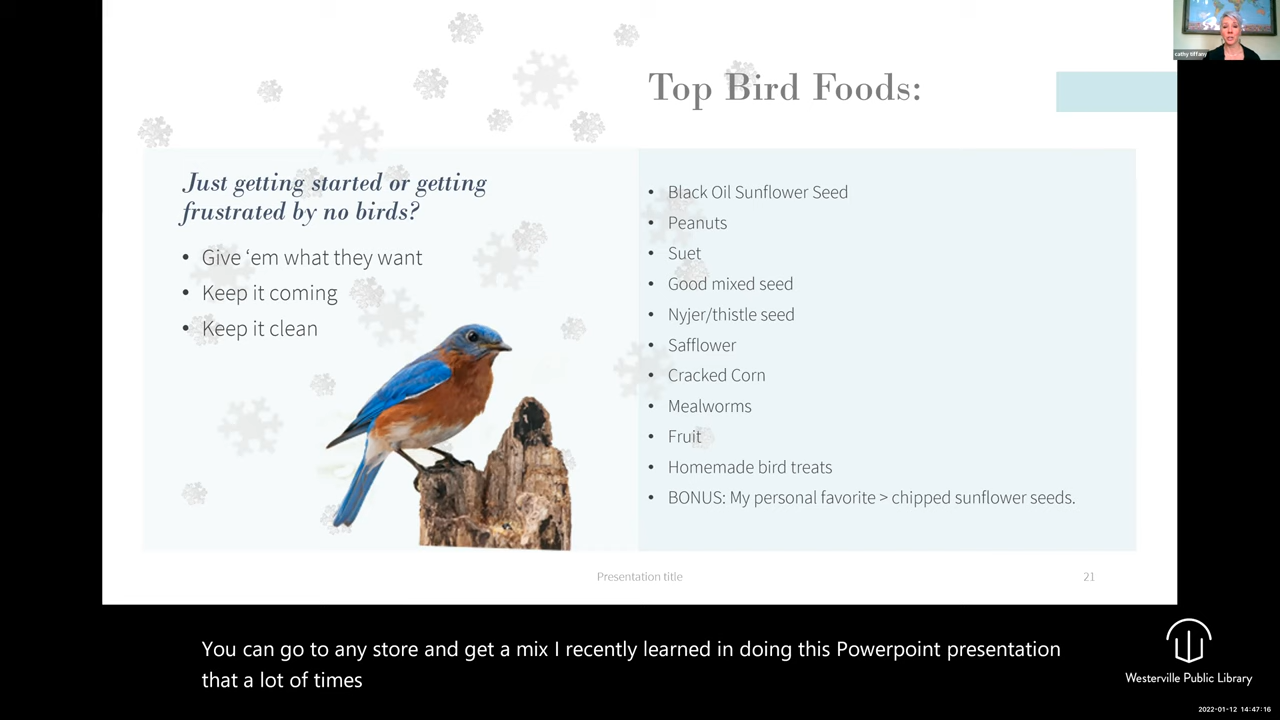 cathy tiffany
Top Bird Foods:
Just getting started or getting
frustrated by no birds?
• Give ‘em what they want
• Keep it coming
• Keep it clean
• Black Oil Sunflower Seed
• Peanuts
• Suet
• Good mixed seed
• Nyjer/thistle seed
• Safflower
• Cracked Corn
• Mealworms
• Fruit
• Homemade bird treats
• BONUS: My personal favorite > chipped sunflower seeds.
Presentation title
21
You can go to any store and get a mix I recently learned in doing this Powerpoint presentation
that a lot of times
Westerville Public Library
2022-01-12 14:47:16